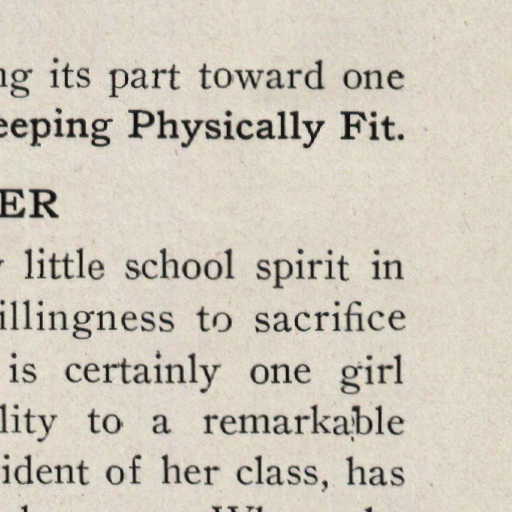 ng its part toward one
eeping Physically Fit.
ER
little school spirit in
illingness to sacrifice
is certainly one girl
lity to a remarkable
ident of her class, has